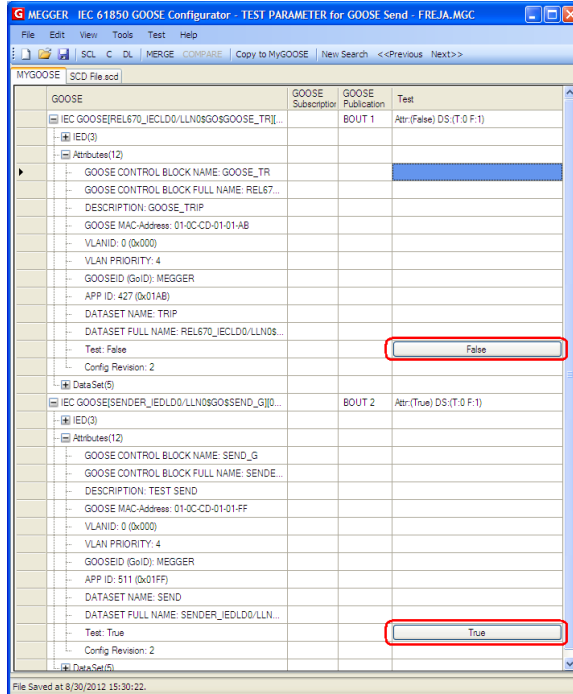 MEGGER IEC 61850 GOOSE Configurator - TEST PARAMETER for GOOSE Send - FREJA.MGC
File Edit View Tools Test Help
SCL C DL MERGE COMPARE Copy to MyGOOSE New Search <<Previous Next>>
MYGOOSE SCD File.scd
GOOSE GOOSE Subscription GOOSE Publication Test
IEC GOOSE[REL670_IECLD0/LLN0$GO$GOOSE_TR][... BOUT 1 Attr:(False) DS:(T:0 F:1)
IED(3)
Attributes(12)
GOOSE CONTROL BLOCK NAME: GOOSE_TR
GOOSE CONTROL BLOCK FULL NAME: REL67...
DESCRIPTION: GOOSE_TRIP
GOOSE MAC-Address: 01-0C-CD-01-01-AB
VLANID: 0 (0x000)
VLAN PRIORITY: 4
GOOSEID (GoID): MEGGER
APP ID: 427 (0x01AB)
DATASET NAME: TRIP
DATASET FULL NAME: REL670_IECLD0/LLN0$...
Test: False False
Config Revision: 2
DataSet(5)
IEC GOOSE[SENDER_IEDLD0/LLN0$GO$SEND_G][0... BOUT 2 Attr:(True) DS:(T:0 F:1)
IED(3)
Attributes(12)
GOOSE CONTROL BLOCK NAME: SEND_G
GOOSE CONTROL BLOCK FULL NAME: SENDE...
DESCRIPTION: TEST SEND
GOOSE MAC-Address: 01-0C-CD-01-01-FF
VLANID: 0 (0x000)
VLAN PRIORITY: 4
GOOSEID (GoID): MEGGER
APP ID: 511 (0x01FF)
DATASET NAME: SEND
DATASET FULL NAME: SENDER_IEDLD0/LLN...
Test: True True
Config Revision: 2
DataSet(5)
File Saved at 8/30/2012 15:30:22.